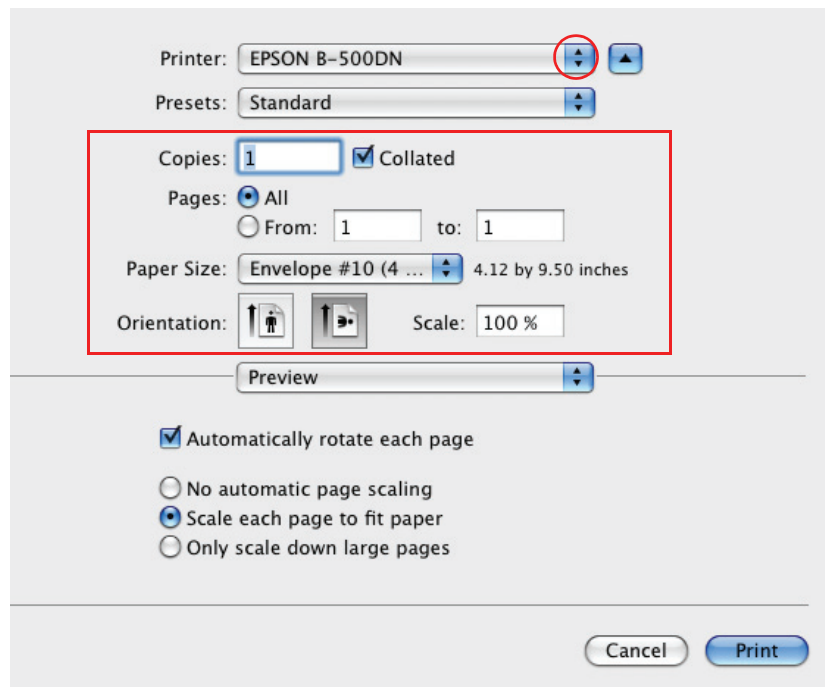 Printer: EPSON B-500DN
Presets: Standard
Copies: 1 Collated
Pages: All
From: 1 to: 1
Paper Size: Envelope #10 (4 ... 4.12 by 9.50 inches
Orientation: Scale: 100 %
Preview
Automatically rotate each page
No automatic page scaling
Scale each page to fit paper
Only scale down large pages
Cancel Print